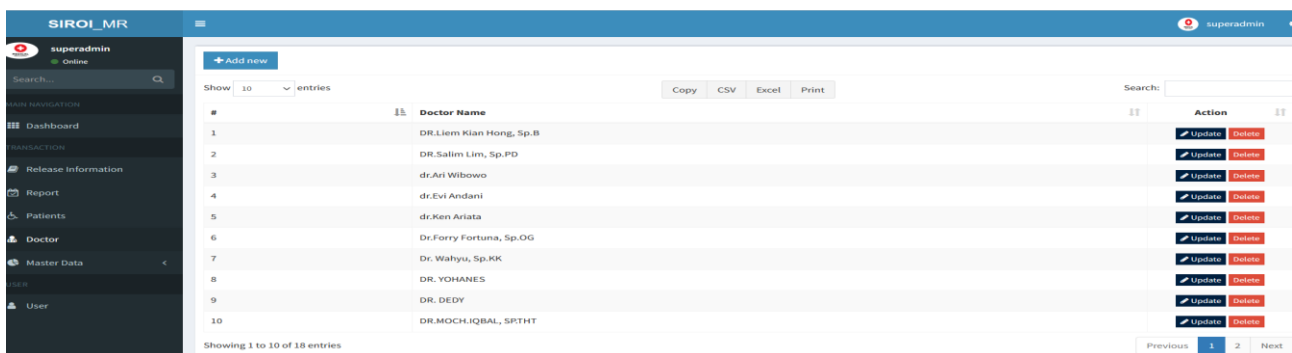 SIROI_MR
superadmin
superadmin
Online
Search...
MAIN NAVIGATION
Dashboard
TRANSACTION
Release Information
Report
Patients
Doctor
Master Data
USER
User
Add new
Show 10 entries
Copy CSV Excel Print
Search:
# Doctor Name Action
1 DR.Liem Kian Hong, Sp.B Update Delete
2 DR.Salim Lim, Sp.PD Update Delete
3 dr.Ari Wibowo Update Delete
4 dr.Evi Andani Update Delete
5 dr.Ken Ariata Update Delete
6 Dr.Forry Fortuna, Sp.OG Update Delete
7 Dr. Wahyu, Sp.KK Update Delete
8 DR. YOHANES Update Delete
9 DR. DEDY Update Delete
10 DR.MOCH.IQBAL, SP.THT Update Delete
Showing 1 to 10 of 18 entries
Previous 1 2 Next